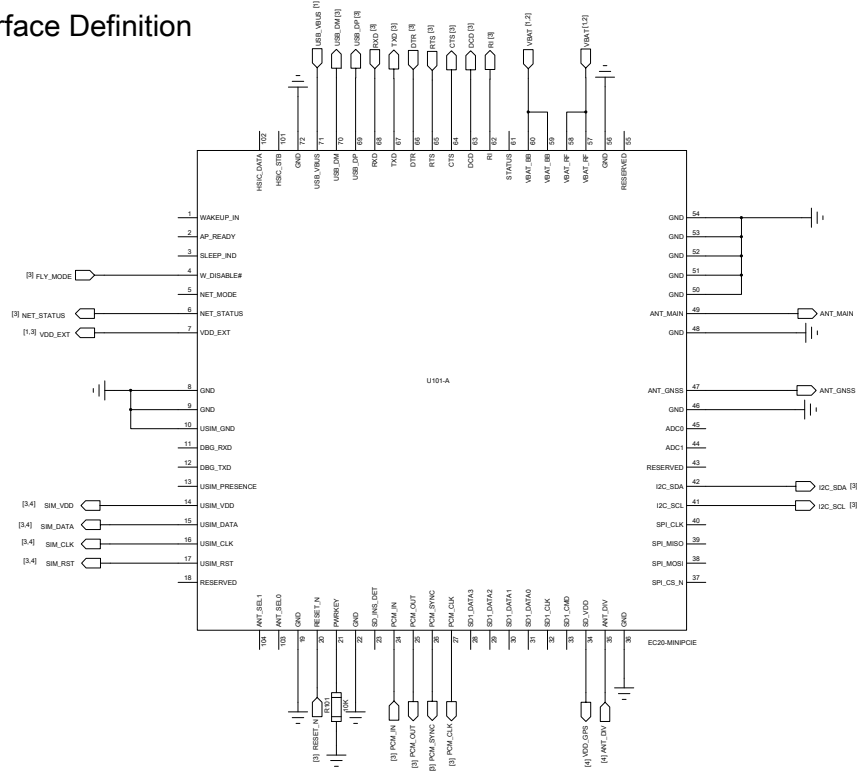 rface Definition
USB_VBUS [1]
USB_DM [3]
USB_DP [3]
RXD [3]
TXD [3]
DTR [3]
RTS [3]
CTS [3]
DCD [3]
RI [3]
VBAT [1,2]
VBAT [1,2]
102
101
72
71
70
69
68
67
66
65
64
63
62
61
60
59
58
57
56
55
HSIC_DATA
HSIC_STB
GND
USB_VBUS
USB_DM
USB_DP
RXD
TXD
DTR
RTS
CTS
DCD
RI
STATUS
VBAT_BB
VBAT_BB
VBAT_RF
VBAT_RF
GND
RESERVED
1 WAKEUP_IN
2 AP_READY
3 SLEEP_IND
[3] FLY_MODE 4 W_DISABLE#
5 NET_MODE
[3] NET_STATUS 6 NET_STATUS
[1,3] VDD_EXT 7 VDD_EXT
8 GND
9 GND
10 USIM_GND
11 DBG_RXD
12 DBG_TXD
13 USIM_PRESENCE
[3,4] SIM_VDD 14 USIM_VDD
[3,4] SIM_DATA 15 USIM_DATA
[3,4] SIM_CLK 16 USIM_CLK
[3,4] SIM_RST 17 USIM_RST
18 RESERVED
U101-A
GND 54
GND 53
GND 52
GND 51
GND 50
ANT_MAIN 49 ANT_MAIN
GND 48
ANT_GNSS 47 ANT_GNSS
GND 46
ADC0 45
ADC1 44
RESERVED 43
I2C_SDA 42 I2C_SDA [3]
I2C_SCL 41 I2C_SCL [3]
SPI_CLK 40
SPI_MISO 39
SPI_MOSI 38
SPI_CS_N 37
ANT_SEL1
ANT_SEL0
GND
RESET_N
PWRKEY
GND
SD_INS_DET
PCM_IN
PCM_OUT
PCM_SYNC
PCM_CLK
SD1_DATA3
SD1_DATA2
SD1_DATA1
SD1_DATA0
SD1_CLK
SD1_CMD
SD_VDD
ANT_DIV
GND
104
103
19
20
21
22
23
24
25
26
27
28
29
30
31
32
33
34
35
36
EC20-MINIPCIE
R101
10K
[3] RESET_N
[3] PCM_IN
[3] PCM_OUT
[3] PCM_SYNC
[3] PCM_CLK
[4] VDD_GPS
[4] ANT_DIV